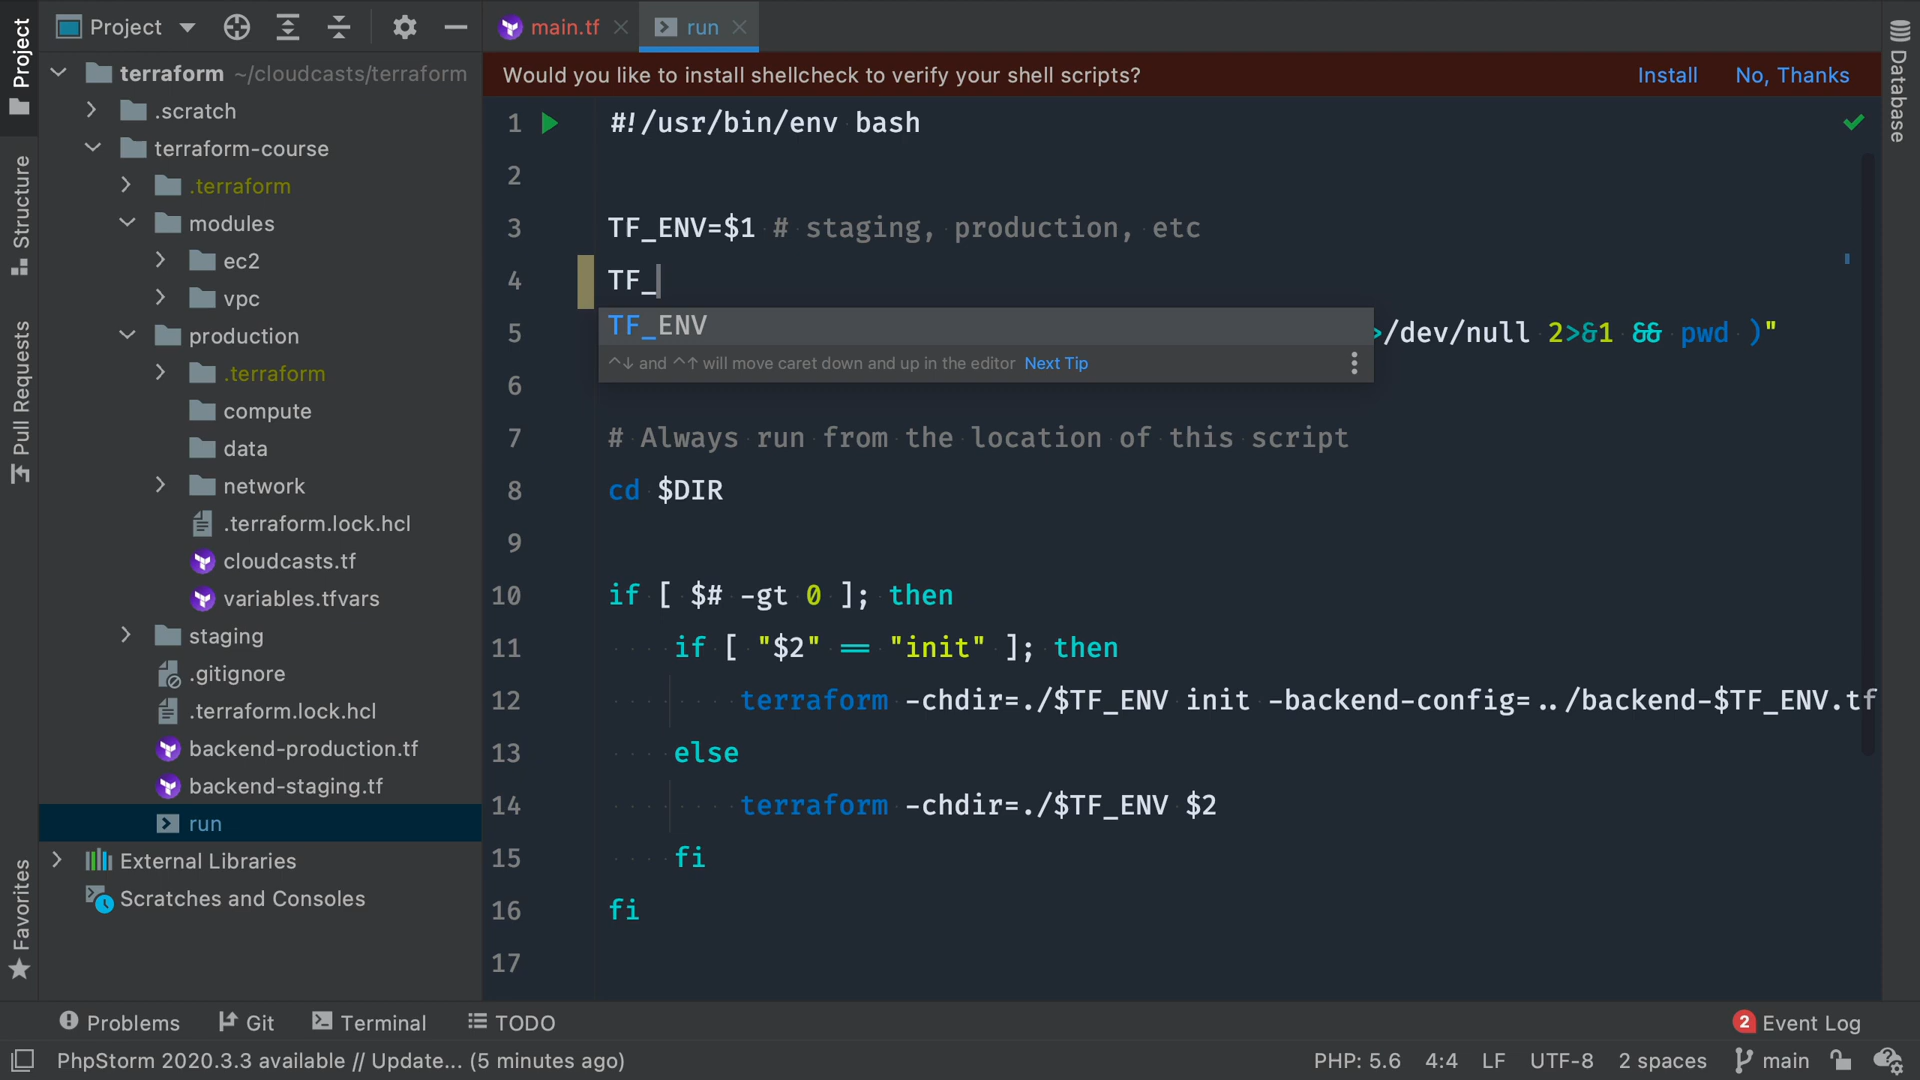 Project
main.tf
run
terraform ~/cloudcasts/terraform
.scratch
terraform-course
.terraform
modules
ec2
vpc
production
.terraform
compute
data
network
.terraform.lock.hcl
cloudcasts.tf
variables.tfvars
staging
.gitignore
.terraform.lock.hcl
backend-production.tf
backend-staging.tf
run
External Libraries
Scratches and Consoles
Project
Structure
Pull Requests
Favorites
Database
Would you like to install shellcheck to verify your shell scripts? Install No, Thanks
1 #!/usr/bin/env bash
2
3 TF_ENV=$1 # staging, production, etc
4 TF_
TF_ENV
^↓ and ^↑ will move caret down and up in the editor Next Tip
5 >/dev/null 2>&1 && pwd )"
6
7 # Always run from the location of this script
8 cd $DIR
9
10 if [ $# -gt 0 ]; then
11 if [ "$2" == "init" ]; then
12 terraform -chdir=./$TF_ENV init -backend-config=../backend-$TF_ENV.tf
13 else
14 terraform -chdir=./$TF_ENV $2
15 fi
16 fi
17
Problems Git Terminal TODO 2 Event Log
PhpStorm 2020.3.3 available // Update... (5 minutes ago) PHP: 5.6 4:4 LF UTF-8 2 spaces main